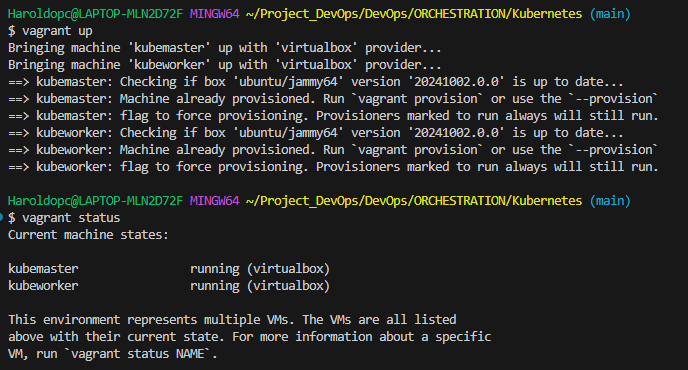 Haroldopc@LAPTOP-MLN2D72F MINGW64 ~/Project_DevOps/DevOps/ORCHESTRATION/Kubernetes (main)
$ vagrant up
Bringing machine 'kubemaster' up with 'virtualbox' provider...
Bringing machine 'kubeworker' up with 'virtualbox' provider...
==> kubemaster: Checking if box 'ubuntu/jammy64' version '20241002.0.0' is up to date...
==> kubemaster: Machine already provisioned. Run `vagrant provision` or use the `--provision`
==> kubemaster: flag to force provisioning. Provisioners marked to run always will still run.
==> kubeworker: Checking if box 'ubuntu/jammy64' version '20241002.0.0' is up to date...
==> kubeworker: Machine already provisioned. Run `vagrant provision` or use the `--provision`
==> kubeworker: flag to force provisioning. Provisioners marked to run always will still run.
Haroldopc@LAPTOP-MLN2D72F MINGW64 ~/Project_DevOps/DevOps/ORCHESTRATION/Kubernetes (main)
$ vagrant status
Current machine states:
kubemaster                running (virtualbox)
kubeworker                running (virtualbox)
This environment represents multiple VMs. The VMs are all listed
above with their current state. For more information about a specific
VM, run `vagrant status NAME`.